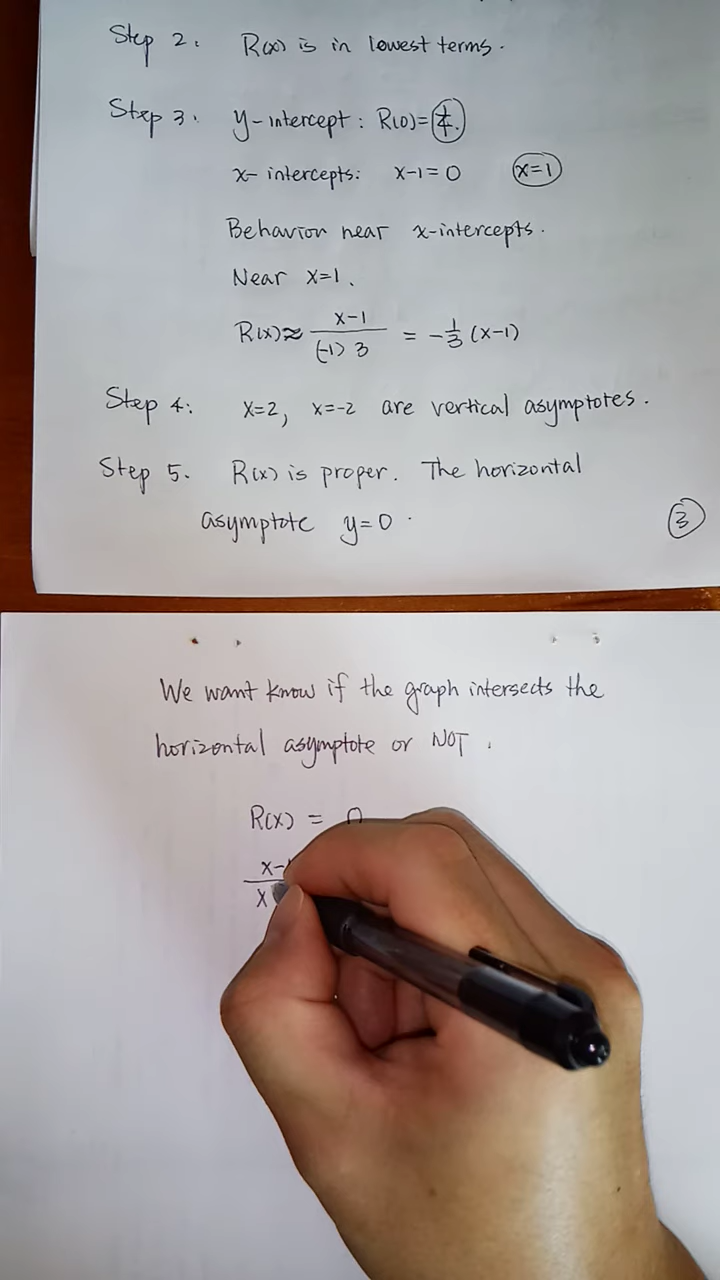 Step 2: R(x) is in lowest terms.
Step 3. y-intercept: R(0)=1/4.
x- intercepts: x-1=0 x=1
Behavior near x-intercepts.
Near x=1.
R(x)≈ x-1 / (-1) 3 = -1/3 (x-1)
Step 4: x=2, x=-2 are vertical asymptotes.
Step 5. R(x) is proper. The horizontal
asymptote y=0.
3
We want know if the graph intersects the
horizontal asymptote or NOT.
R(x) = 0
x-
x